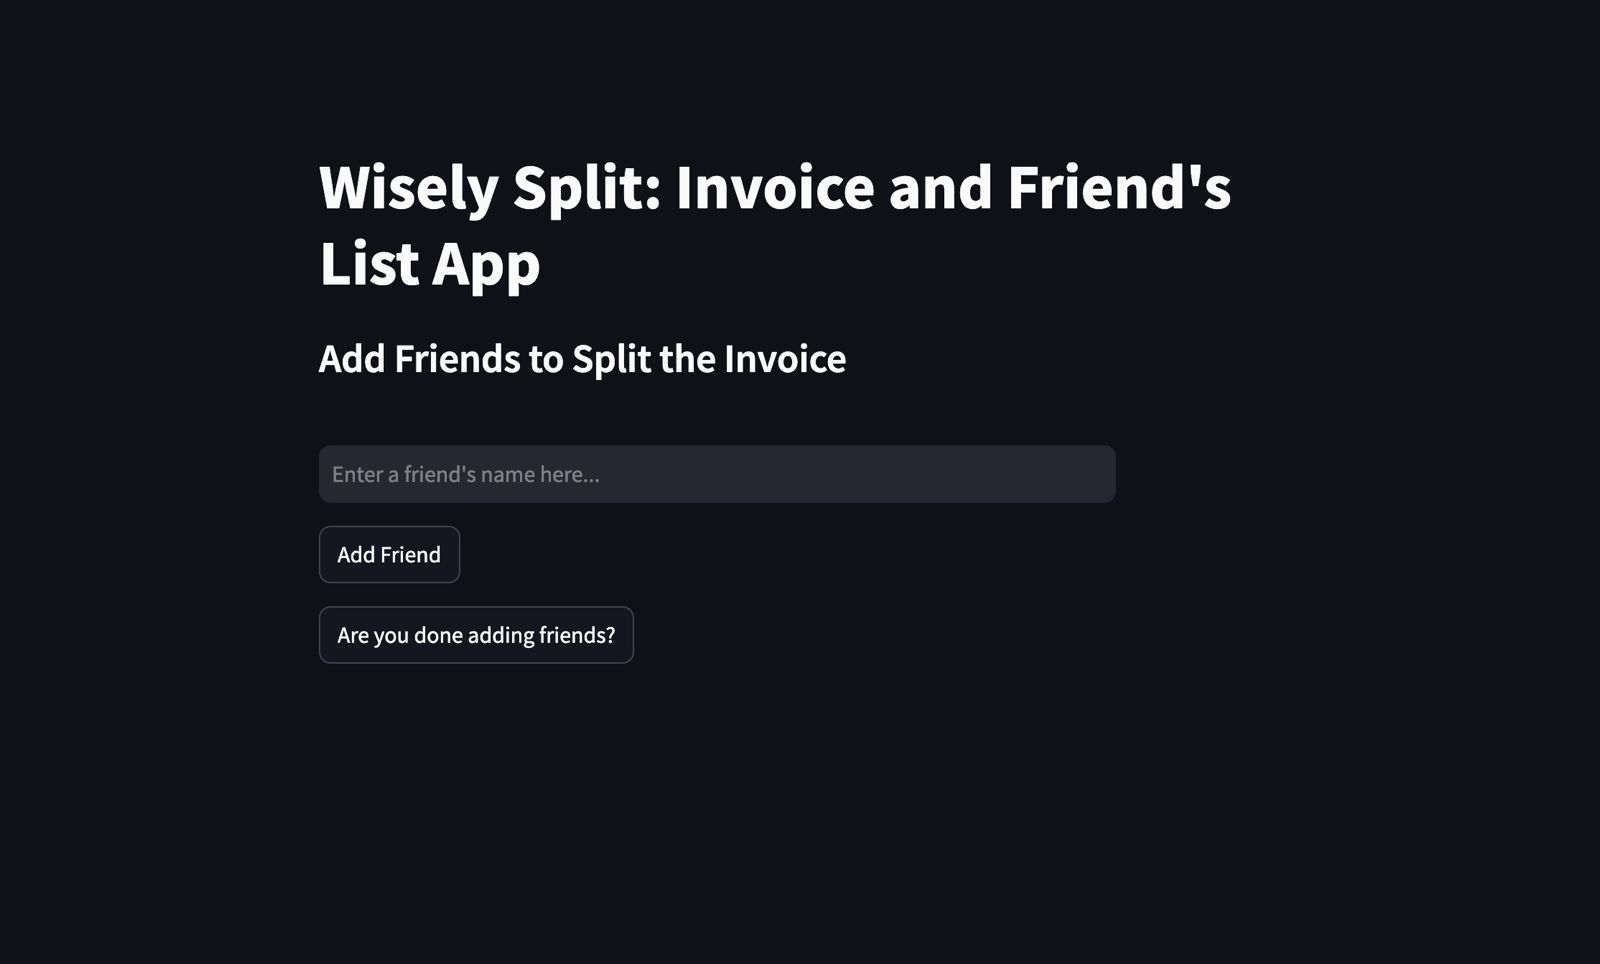 Wisely Split: Invoice and Friend's
List App
Add Friends to Split the Invoice
Enter a friend's name here...
Add Friend
Are you done adding friends?